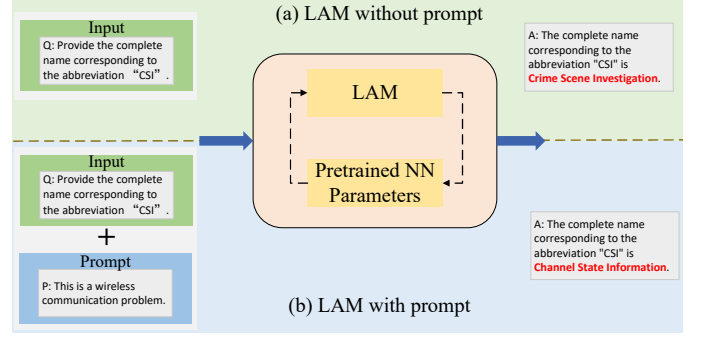 (a) LAM without prompt
Input
Q: Provide the complete
name corresponding to
the abbreviation “CSI”.
A: The complete name
corresponding to the
abbreviation "CSI" is
Crime Scene Investigation.
LAM
Pretrained NN
Parameters
Input
Q: Provide the complete
name corresponding to
the abbreviation “CSI”.
+
Prompt
P: This is a wireless
communication problem.
A: The complete name
corresponding to the
abbreviation "CSI" is
Channel State Information.
(b) LAM with prompt